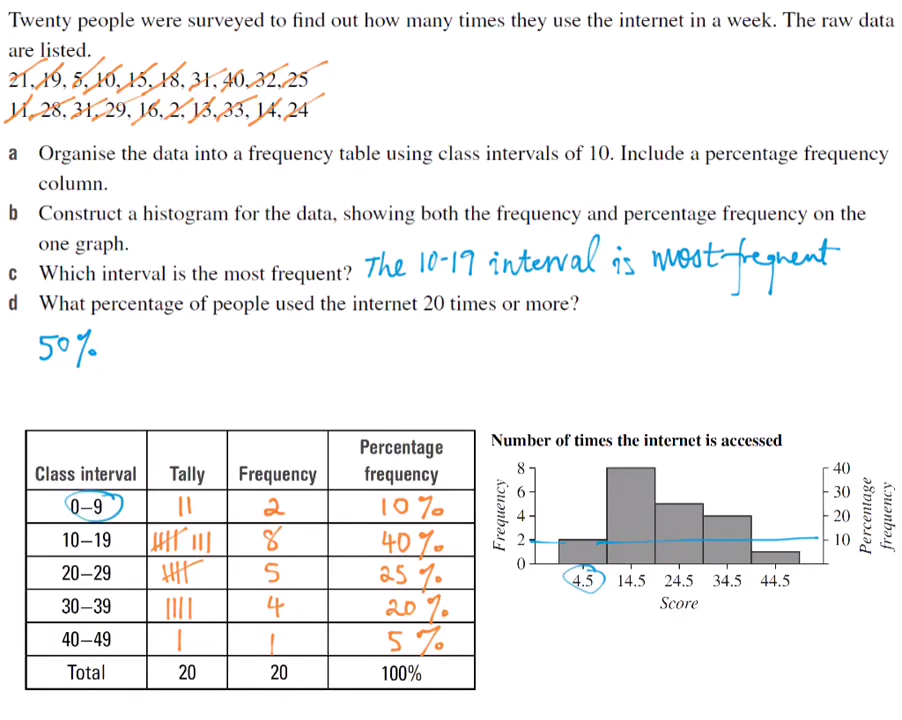 Twenty people were surveyed to find out how many times they use the internet in a week. The raw data
are listed.
21, 19, 5, 10, 15, 18, 31, 40, 32, 25
11, 28, 31, 29, 16, 2, 13, 33, 14, 24
a Organise the data into a frequency table using class intervals of 10. Include a percentage frequency
column.
b Construct a histogram for the data, showing both the frequency and percentage frequency on the
one graph.
c Which interval is the most frequent? The 10-19 interval is most frequent
d What percentage of people used the internet 20 times or more?
50%
Class interval Tally Frequency Percentage frequency
0–9 || 2 10%
10–19 |||| ||| 8 40%
20–29 |||| 5 25%
30–39 |||| 4 20%
40–49 | 1 5%
Total 20 20 100%
Number of times the internet is accessed
Frequency
8
6
4
2
0
4.5 14.5 24.5 34.5 44.5
Score
40
30
20
10
Percentage
frequency